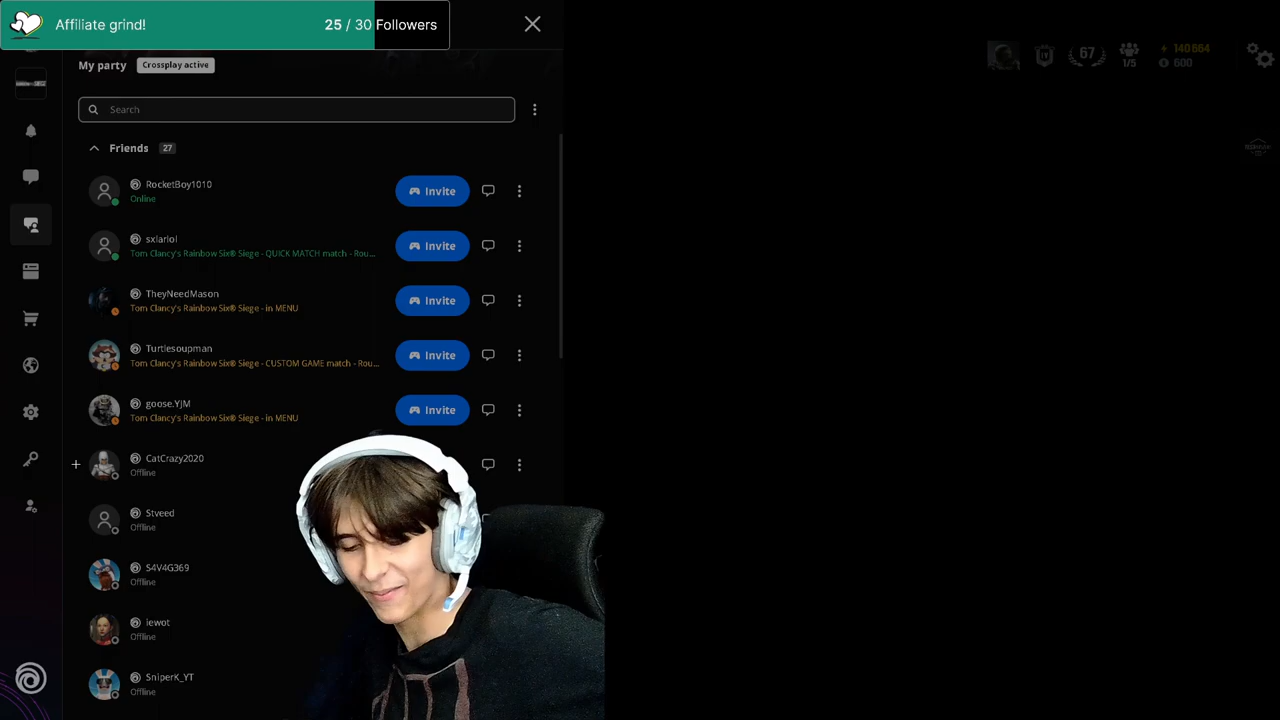 Affiliate grind!
25 / 30 Followers
My party
Crossplay active
140 664
67
1/5
600
Search
Friends 27
RocketBoy1010
Online
Invite
sxlariol
Tom Clancy's Rainbow Six® Siege - QUICK MATCH match - Rou...
Invite
TheyNeedMason
Tom Clancy's Rainbow Six® Siege - in MENU
Invite
Turtlesoupman
Tom Clancy's Rainbow Six® Siege - CUSTOM GAME match - Rou...
Invite
goose.YJM
Tom Clancy's Rainbow Six® Siege - in MENU
Invite
CatCrazy2020
Offline
Stveed
Offline
S4V4G369
Offline
iewot
Offline
SniperK_YT
Offline